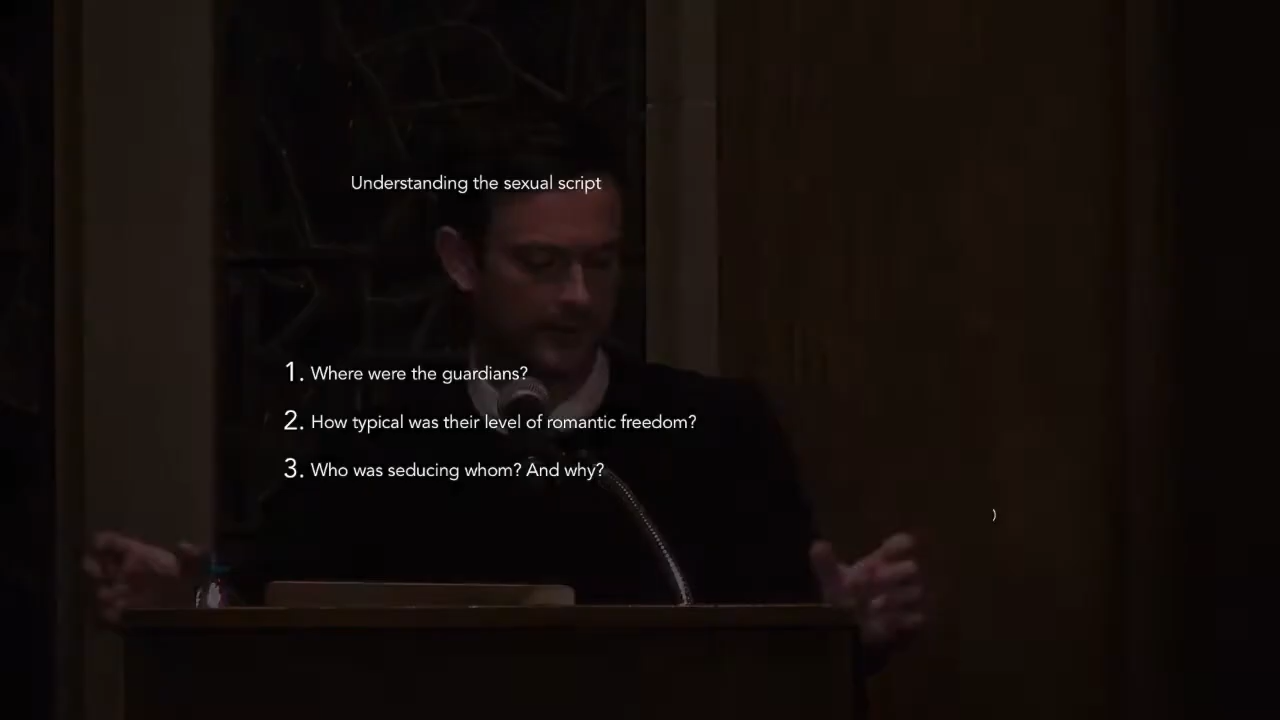 Understanding the sexual script
1. Where were the guardians?
2. How typical was their level of romantic freedom?
3. Who was seducing whom? And why?
)